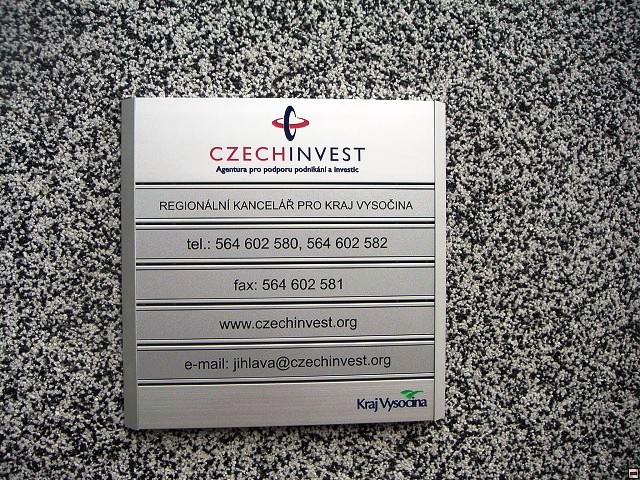 CZECHINVEST
Agentura pro podporu podnikání a investic
REGIONÁLNÍ KANCELÁŘ PRO KRAJ VYSOČINA
tel.: 564 602 580, 564 602 582
fax: 564 602 581
www.czechinvest.org
e-mail: jihlava@czechinvest.org
Kraj Vysočina